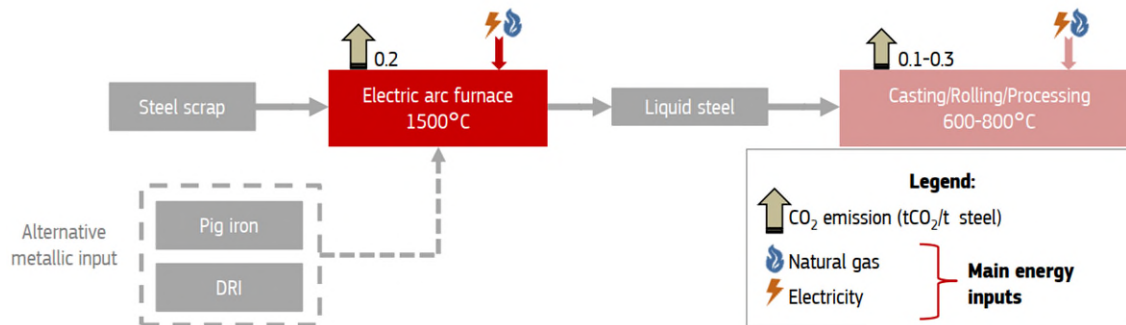 0.2
0.1-0.3
Steel scrap
Electric arc furnace
1500°C
Liquid steel
Casting/Rolling/Processing
600-800°C
Alternative
metallic input
Pig iron
DRI
Legend:
CO₂ emission (tCO₂/t steel)
Natural gas
Electricity
Main energy
inputs